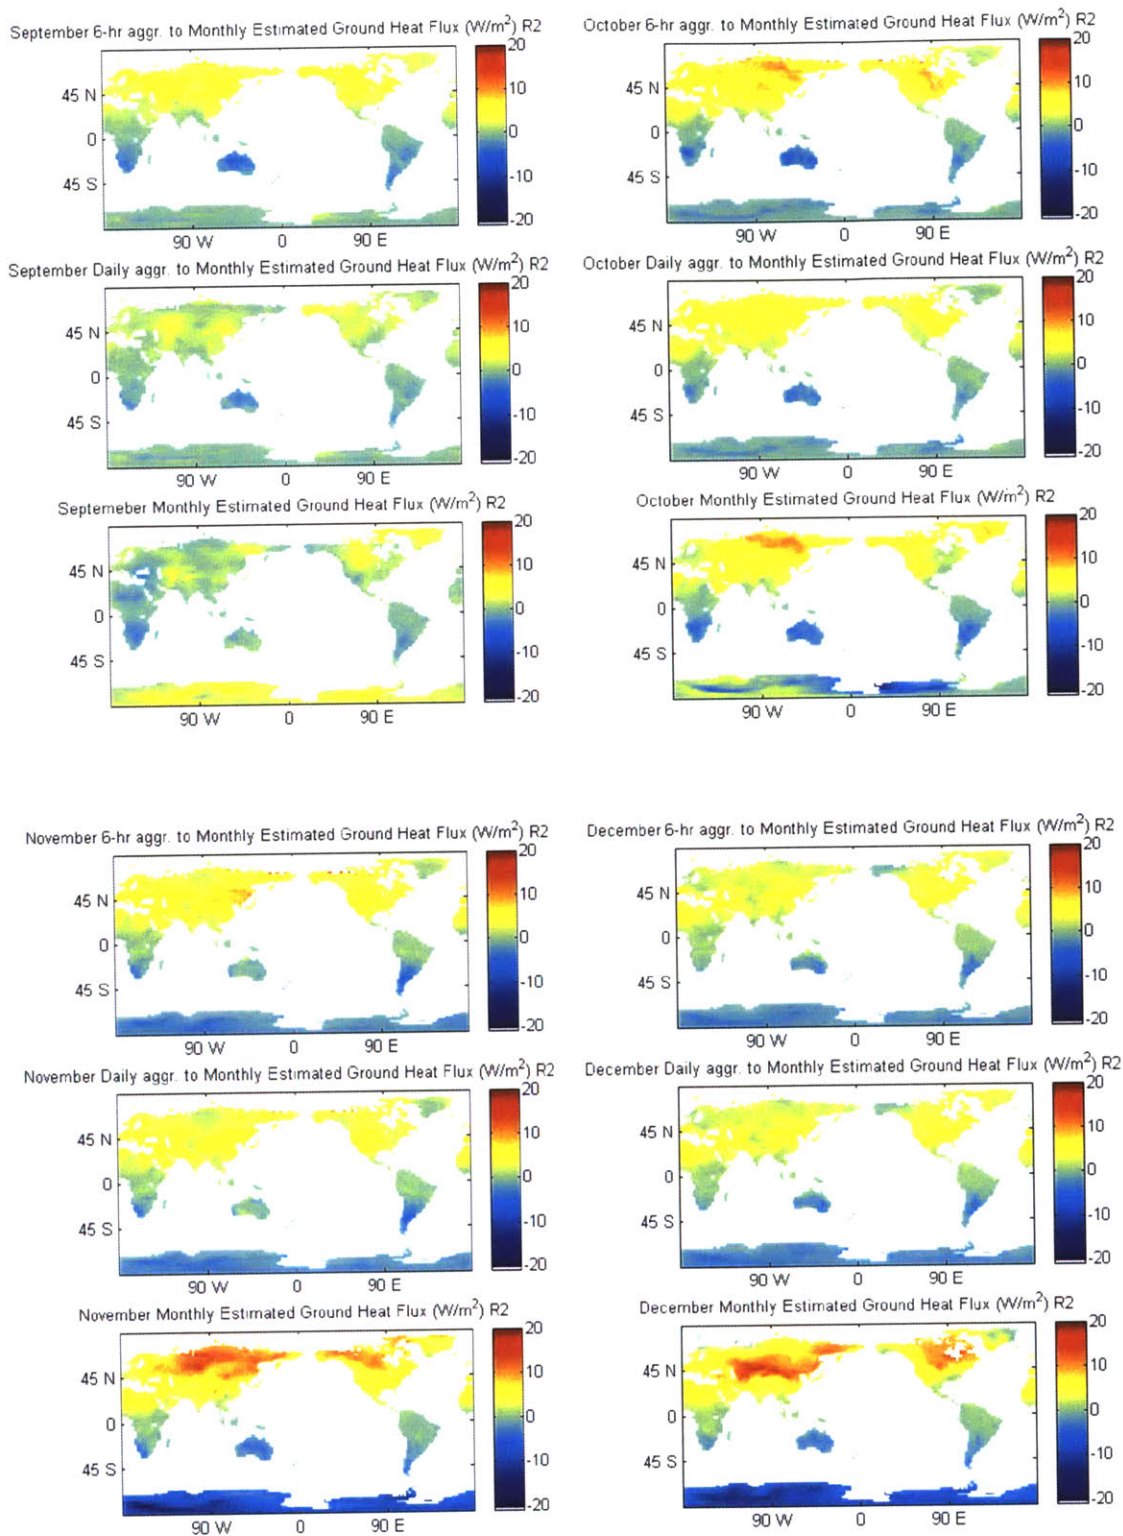 September 6-hr aggr. to Monthly Estimated Ground Heat Flux (W/m²) R2
20
10
0
-10
-20
45 N
0
45 S
90 W 0 90 E
October 6-hr aggr. to Monthly Estimated Ground Heat Flux (W/m²) R2
20
10
0
-10
-20
45 N
0
45 S
90 W 0 90 E
September Daily aggr. to Monthly Estimated Ground Heat Flux (W/m²) R2
20
10
0
-10
-20
45 N
0
45 S
90 W 0 90 E
October Daily aggr. to Monthly Estimated Ground Heat Flux (W/m²) R2
20
10
0
-10
-20
45 N
0
45 S
90 W 0 90 E
Septemeber Monthly Estimated Ground Heat Flux (W/m²) R2
20
10
0
-10
-20
45 N
0
45 S
90 W 0 90 E
October Monthly Estimated Ground Heat Flux (W/m²) R2
20
10
0
-10
-20
45 N
0
45 S
90 W 0 90 E
November 6-hr aggr. to Monthly Estimated Ground Heat Flux (W/m²) R2
20
10
0
-10
-20
45 N
0
45 S
90 W 0 90 E
December 6-hr aggr. to Monthly Estimated Ground Heat Flux (W/m²) R2
20
10
0
-10
-20
45 N
0
45 S
90 W 0 90 E
November Daily aggr. to Monthly Estimated Ground Heat Flux (W/m²) R2
20
10
0
-10
-20
45 N
0
45 S
90 W 0 90 E
December Daily aggr. to Monthly Estimated Ground Heat Flux (W/m²) R2
20
10
0
-10
-20
45 N
0
45 S
90 W 0 90 E
November Monthly Estimated Ground Heat Flux (W/m²) R2
20
10
0
-10
-20
45 N
0
45 S
90 W 0 90 E
December Monthly Estimated Ground Heat Flux (W/m²) R2
20
10
0
-10
-20
45 N
0
45 S
90 W 0 90 E